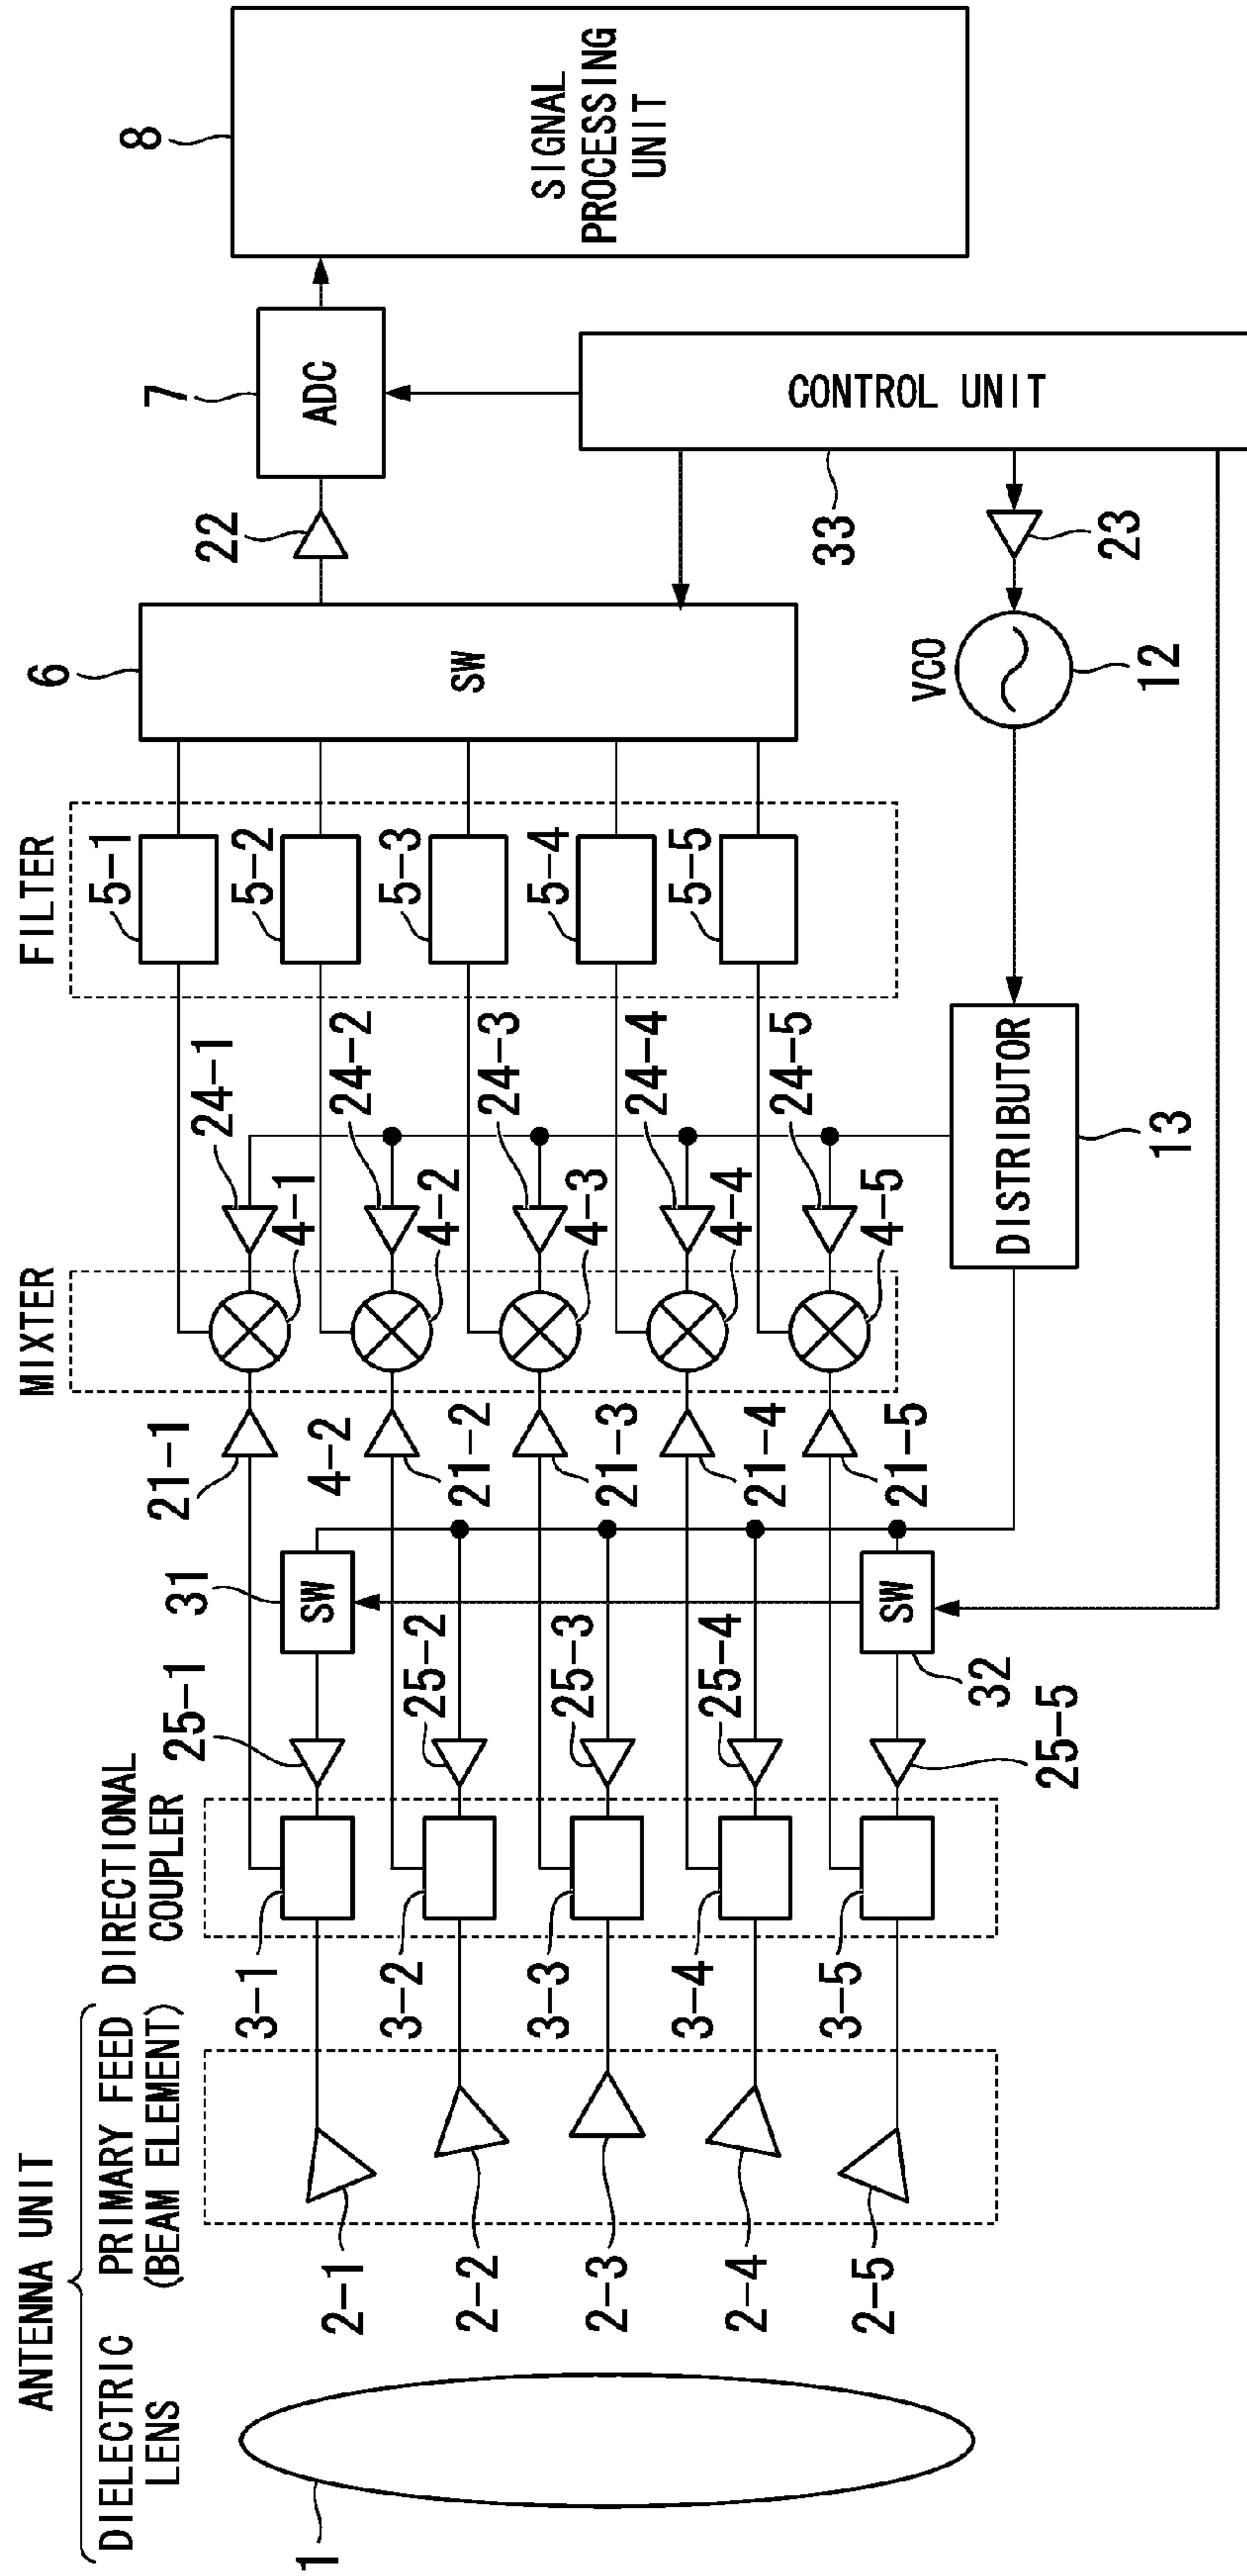 ANTENNA UNIT
DIELECTRIC
LENS
PRIMARY FEED
(BEAM ELEMENT)
DIRECTIONAL
COUPLER
MIXTER
FILTER
1
2-1
2-2
2-3
2-4
2-5
3-1
3-2
3-3
3-4
3-5
25-1
25-2
25-3
25-4
25-5
31
SW
SW
32
21-1
4-2
21-2
21-3
21-4
21-5
4-1
4-2
4-3
4-4
4-5
24-1
24-2
24-3
24-4
24-5
DISTRIBUTOR
13
5-1
5-2
5-3
5-4
5-5
6
SW
VCO
12
22
23
7
ADC
33
CONTROL UNIT
8
SIGNAL
PROCESSING
UNIT